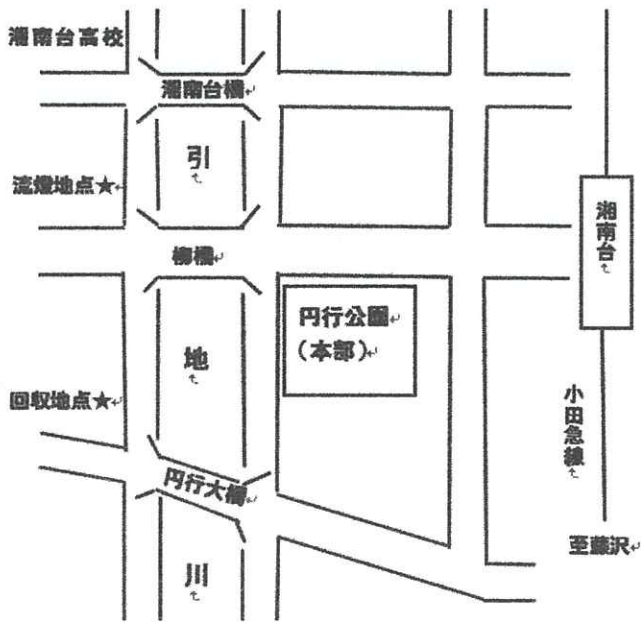 湘南台高校
湘南台橋
引
流燈地点★
湘南台
柳橋
円行公園
（本部）
地
回収地点★
小田急線
円行大橋
至藤沢
川